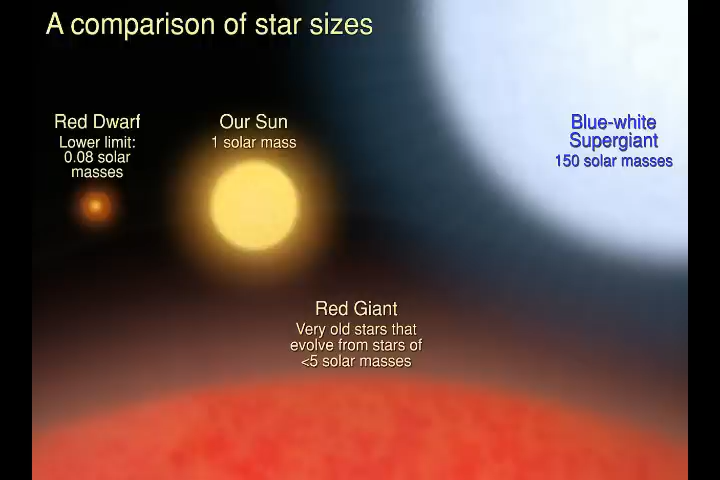 A comparison of star sizes
Red Dwarf
Lower limit:
0.08 solar
masses
Our Sun
1 solar mass
Blue-white
Supergiant
150 solar masses
Red Giant
Very old stars that
evolve from stars of
<5 solar masses